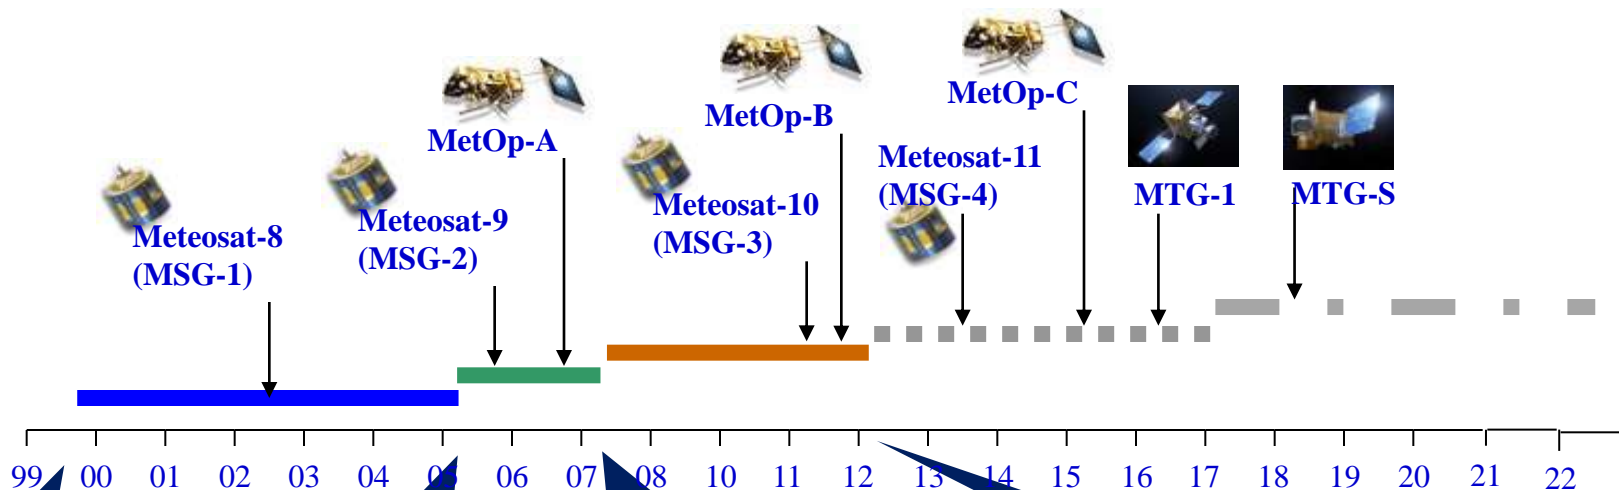 MetOp-A
MetOp-B
MetOp-C
Meteosat-8
(MSG-1)
Meteosat-9
(MSG-2)
Meteosat-10
(MSG-3)
Meteosat-11
(MSG-4)
MTG-1
MTG-S
99 00 01 02 03 04 05 06 07 08 10 11 12 13 14 15 16 17 18 19 20 21 22